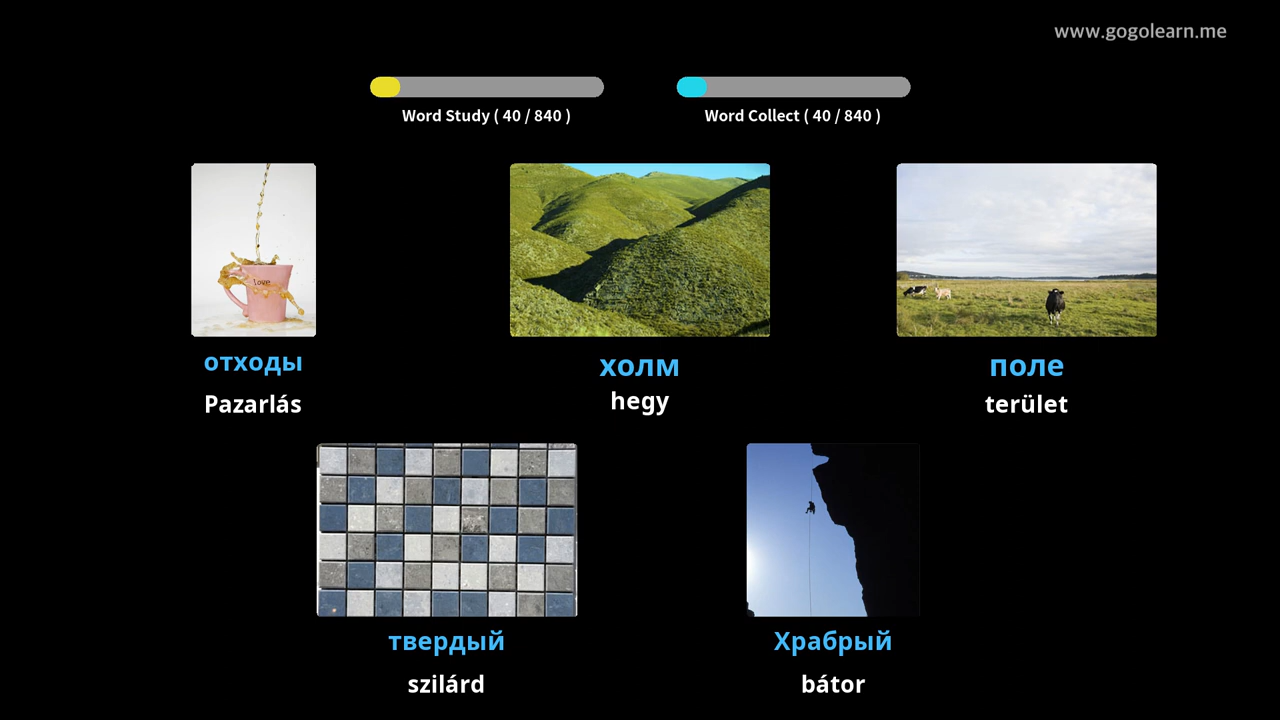 www.gogolearn.me
Word Study ( 40 / 840 )
Word Collect ( 40 / 840 )
love
отходы
Pazarlás
холм
hegy
поле
terület
твердый
szilárd
Храбрый
bátor